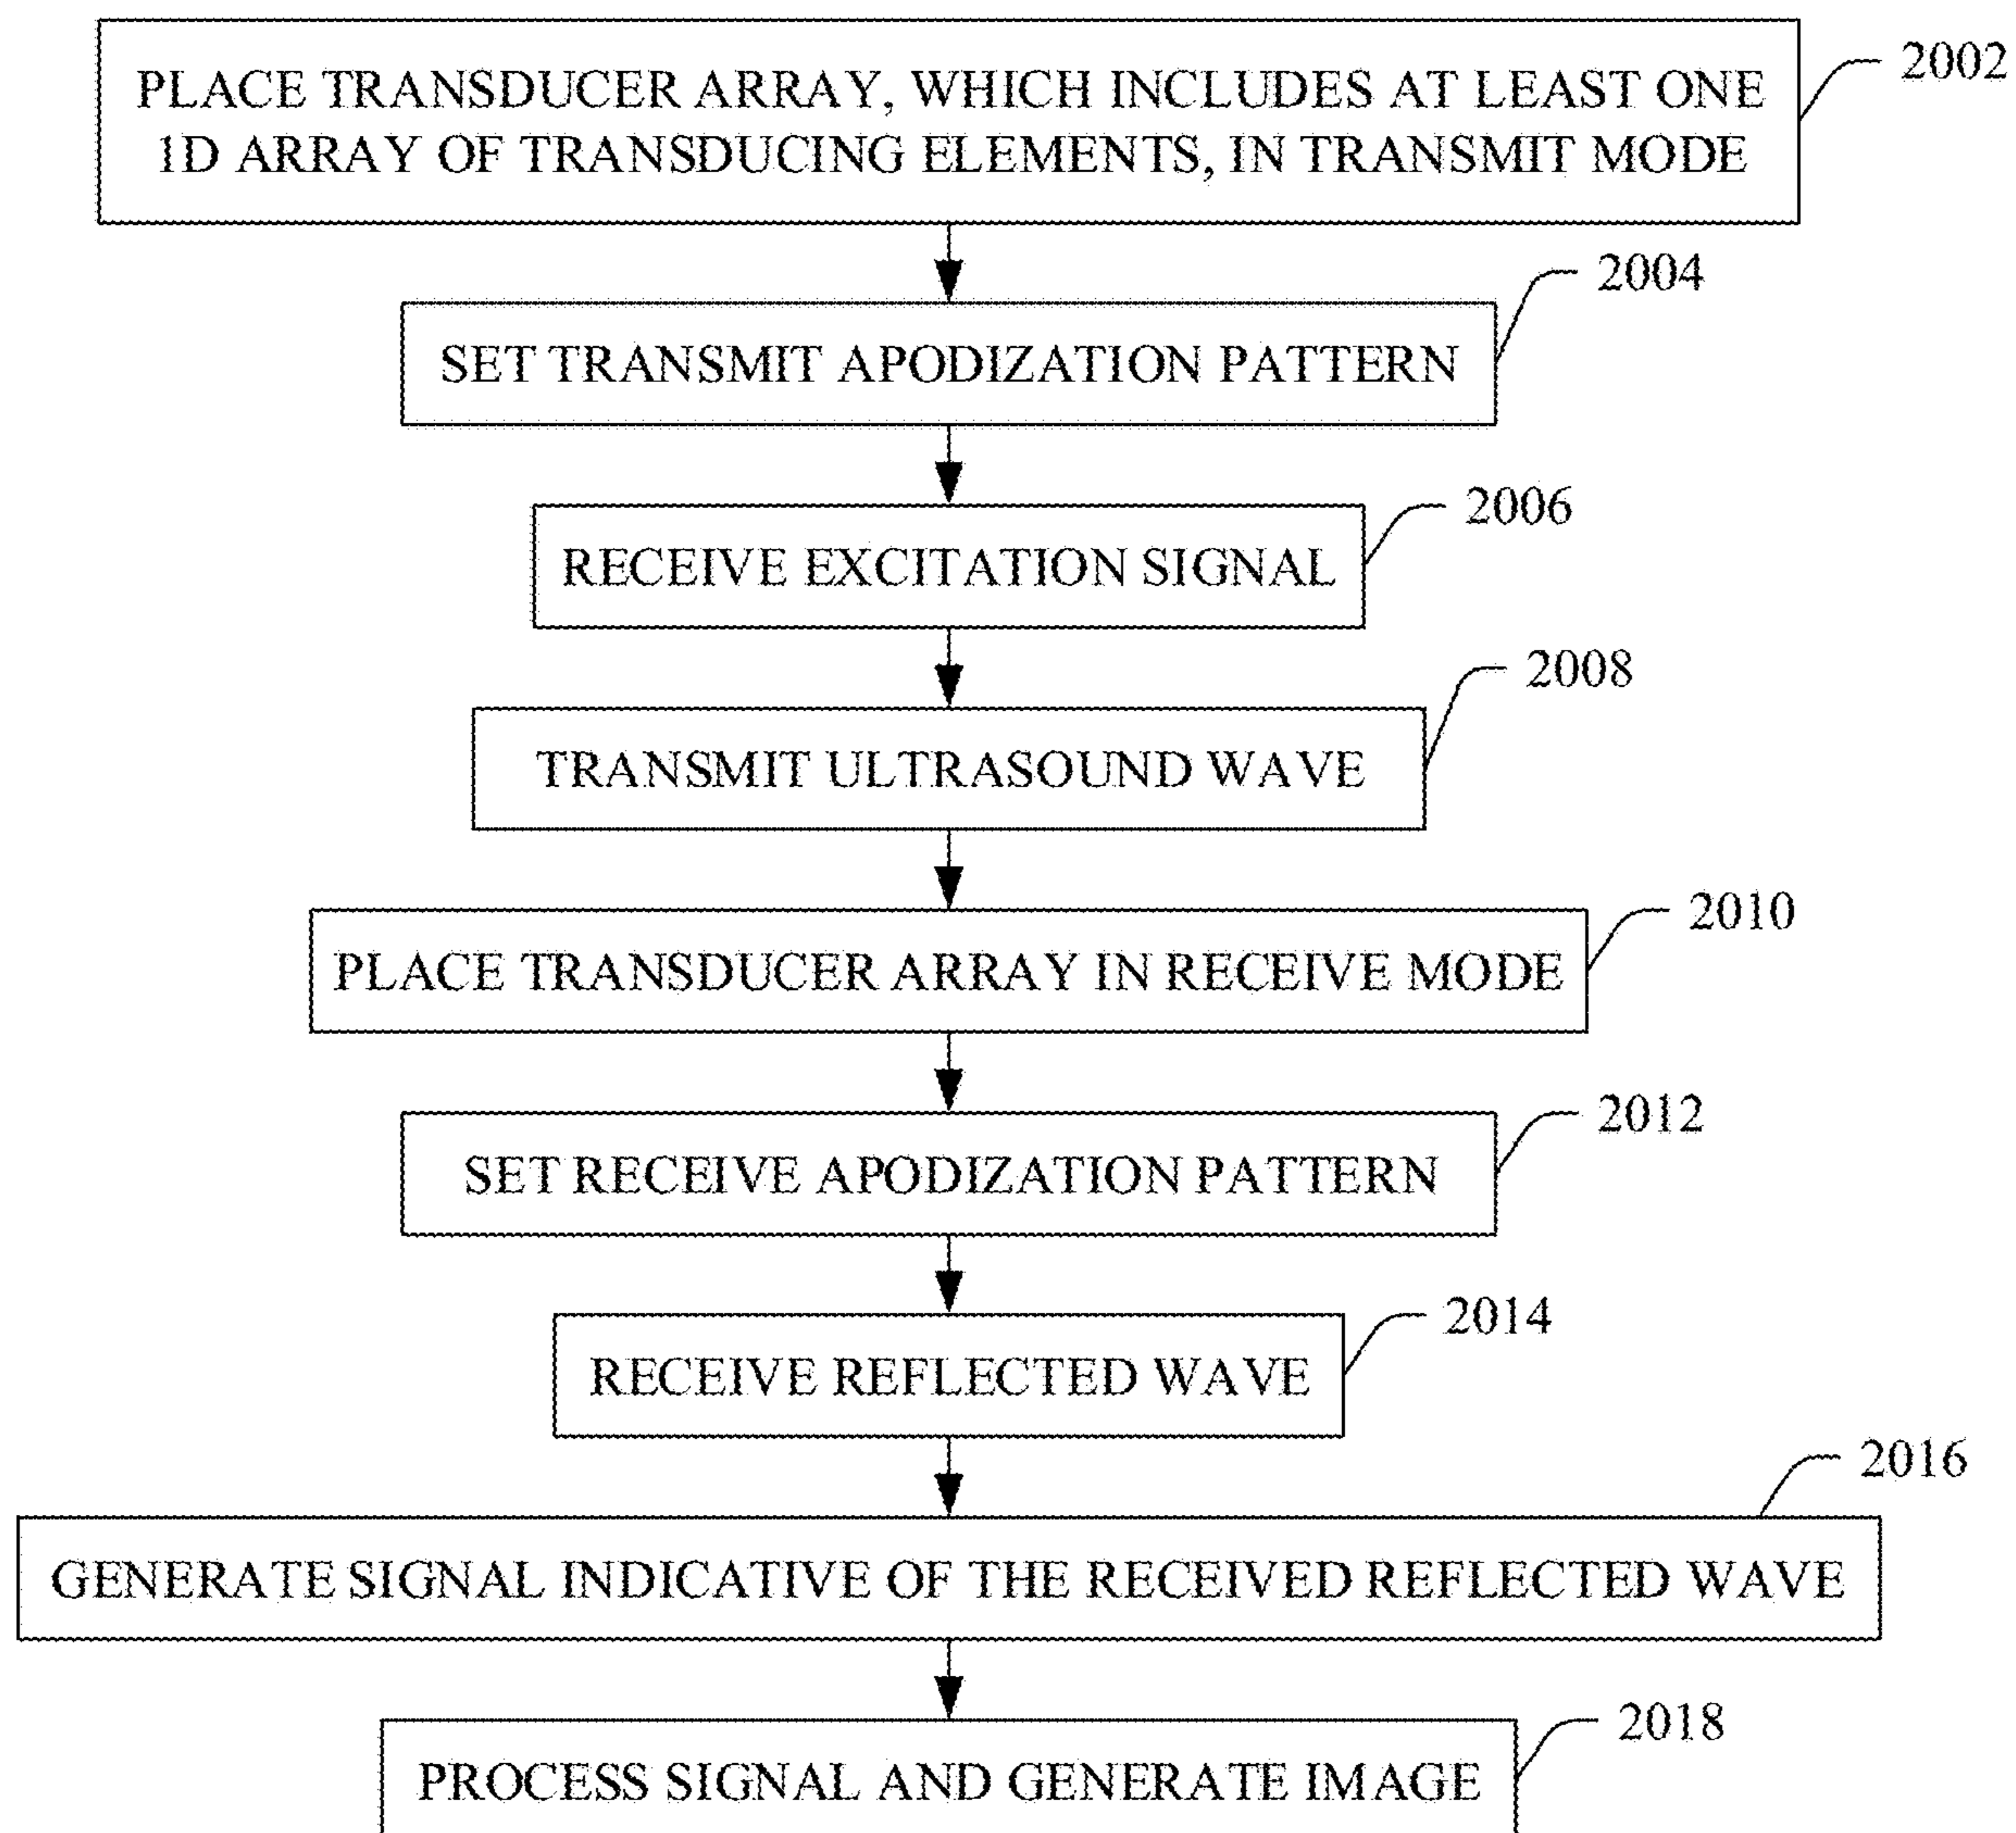 PLACE TRANSDUCER ARRAY, WHICH INCLUDES AT LEAST ONE
1D ARRAY OF TRANSDUCING ELEMENTS, IN TRANSMIT MODE
2002
SET TRANSMIT APODIZATION PATTERN
2004
RECEIVE EXCITATION SIGNAL
2006
TRANSMIT ULTRASOUND WAVE
2008
PLACE TRANSDUCER ARRAY IN RECEIVE MODE
2010
SET RECEIVE APODIZATION PATTERN
2012
RECEIVE REFLECTED WAVE
2014
GENERATE SIGNAL INDICATIVE OF THE RECEIVED REFLECTED WAVE
2016
PROCESS SIGNAL AND GENERATE IMAGE
2018